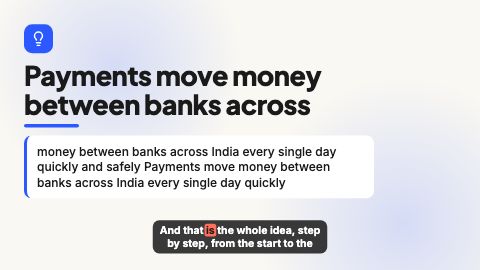 Payments move money
between banks across
money between banks across India every single day
quickly and safely Payments move money between
banks across India every single day quickly
And that is the whole idea, step
by step, from the start to the